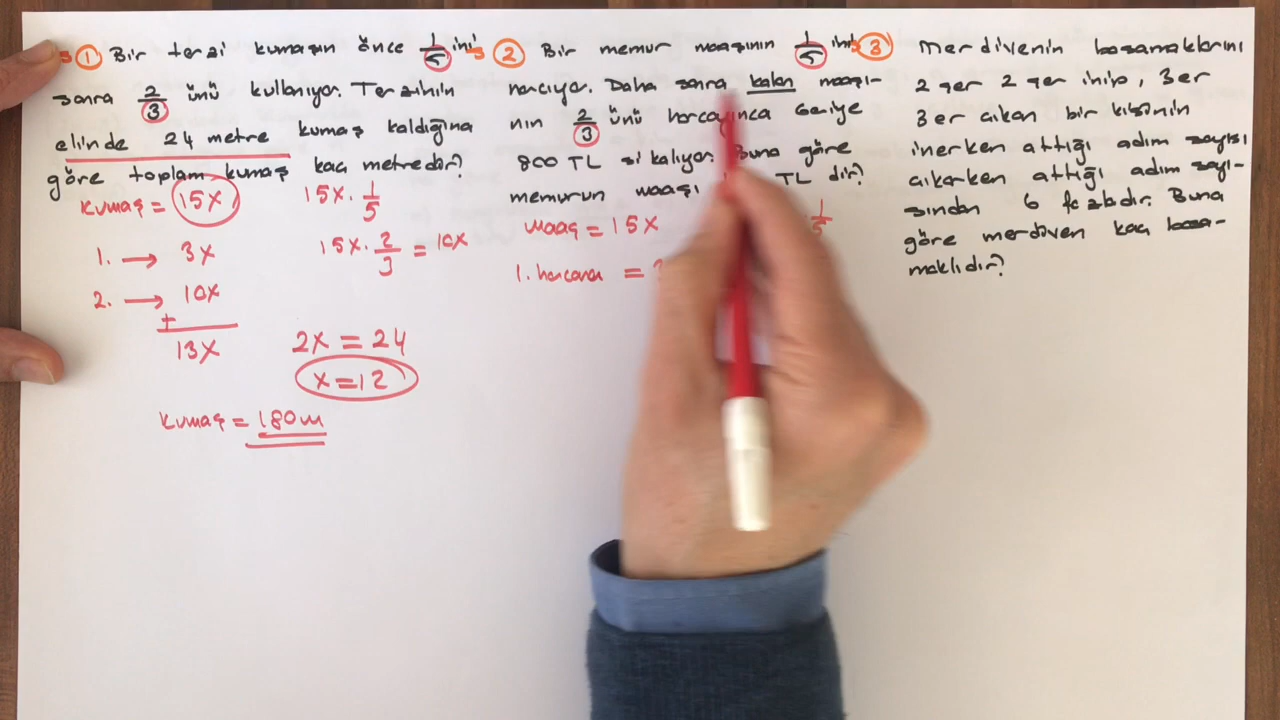 1 Bir terzi kumaşın önce 1/5 ini
sonra 2/3 ünü kullanıyor. Terzinin
elinde 24 metre kumaş kaldığına
göre toplam kumaş kaç metredir?
kumaş = 15x
15x. 1/5
1. → 3x
15x. 2/3 = 10x
2. → 10x
+
13x
2x = 24
x = 12
kumaş = 180m
2 Bir memur maaşının 1/5 ini
harcıyor. Daha sonra kalan maaşı-
nın 2/3 ünü harcayınca geriye
800 TL si kalıyor. Buna göre
memurun maaşı TL dir?
maaş = 15x
1/5
1. harcama =
3 Merdivenin basamaklarını
2 şer 2 şer inip, 3er
3er çıkan bir kişinin
inerken attığı adım sayısı
çıkarken attığı adım sayı-
sından 6 fazladır. Buna
göre merdiven kaç basa-
maklıdır?